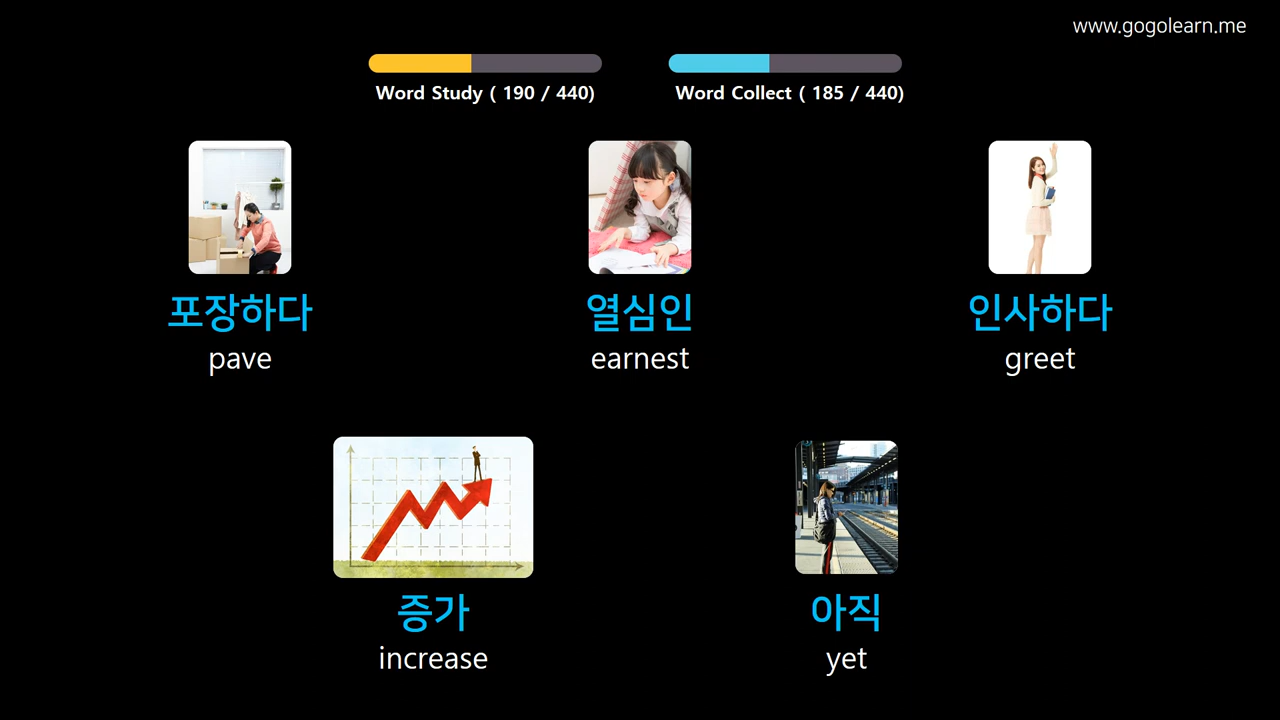 www.gogolearn.me
Word Study ( 190 / 440)
Word Collect ( 185 / 440)
포장하다
pave
열심인
earnest
인사하다
greet
증가
increase
아직
yet